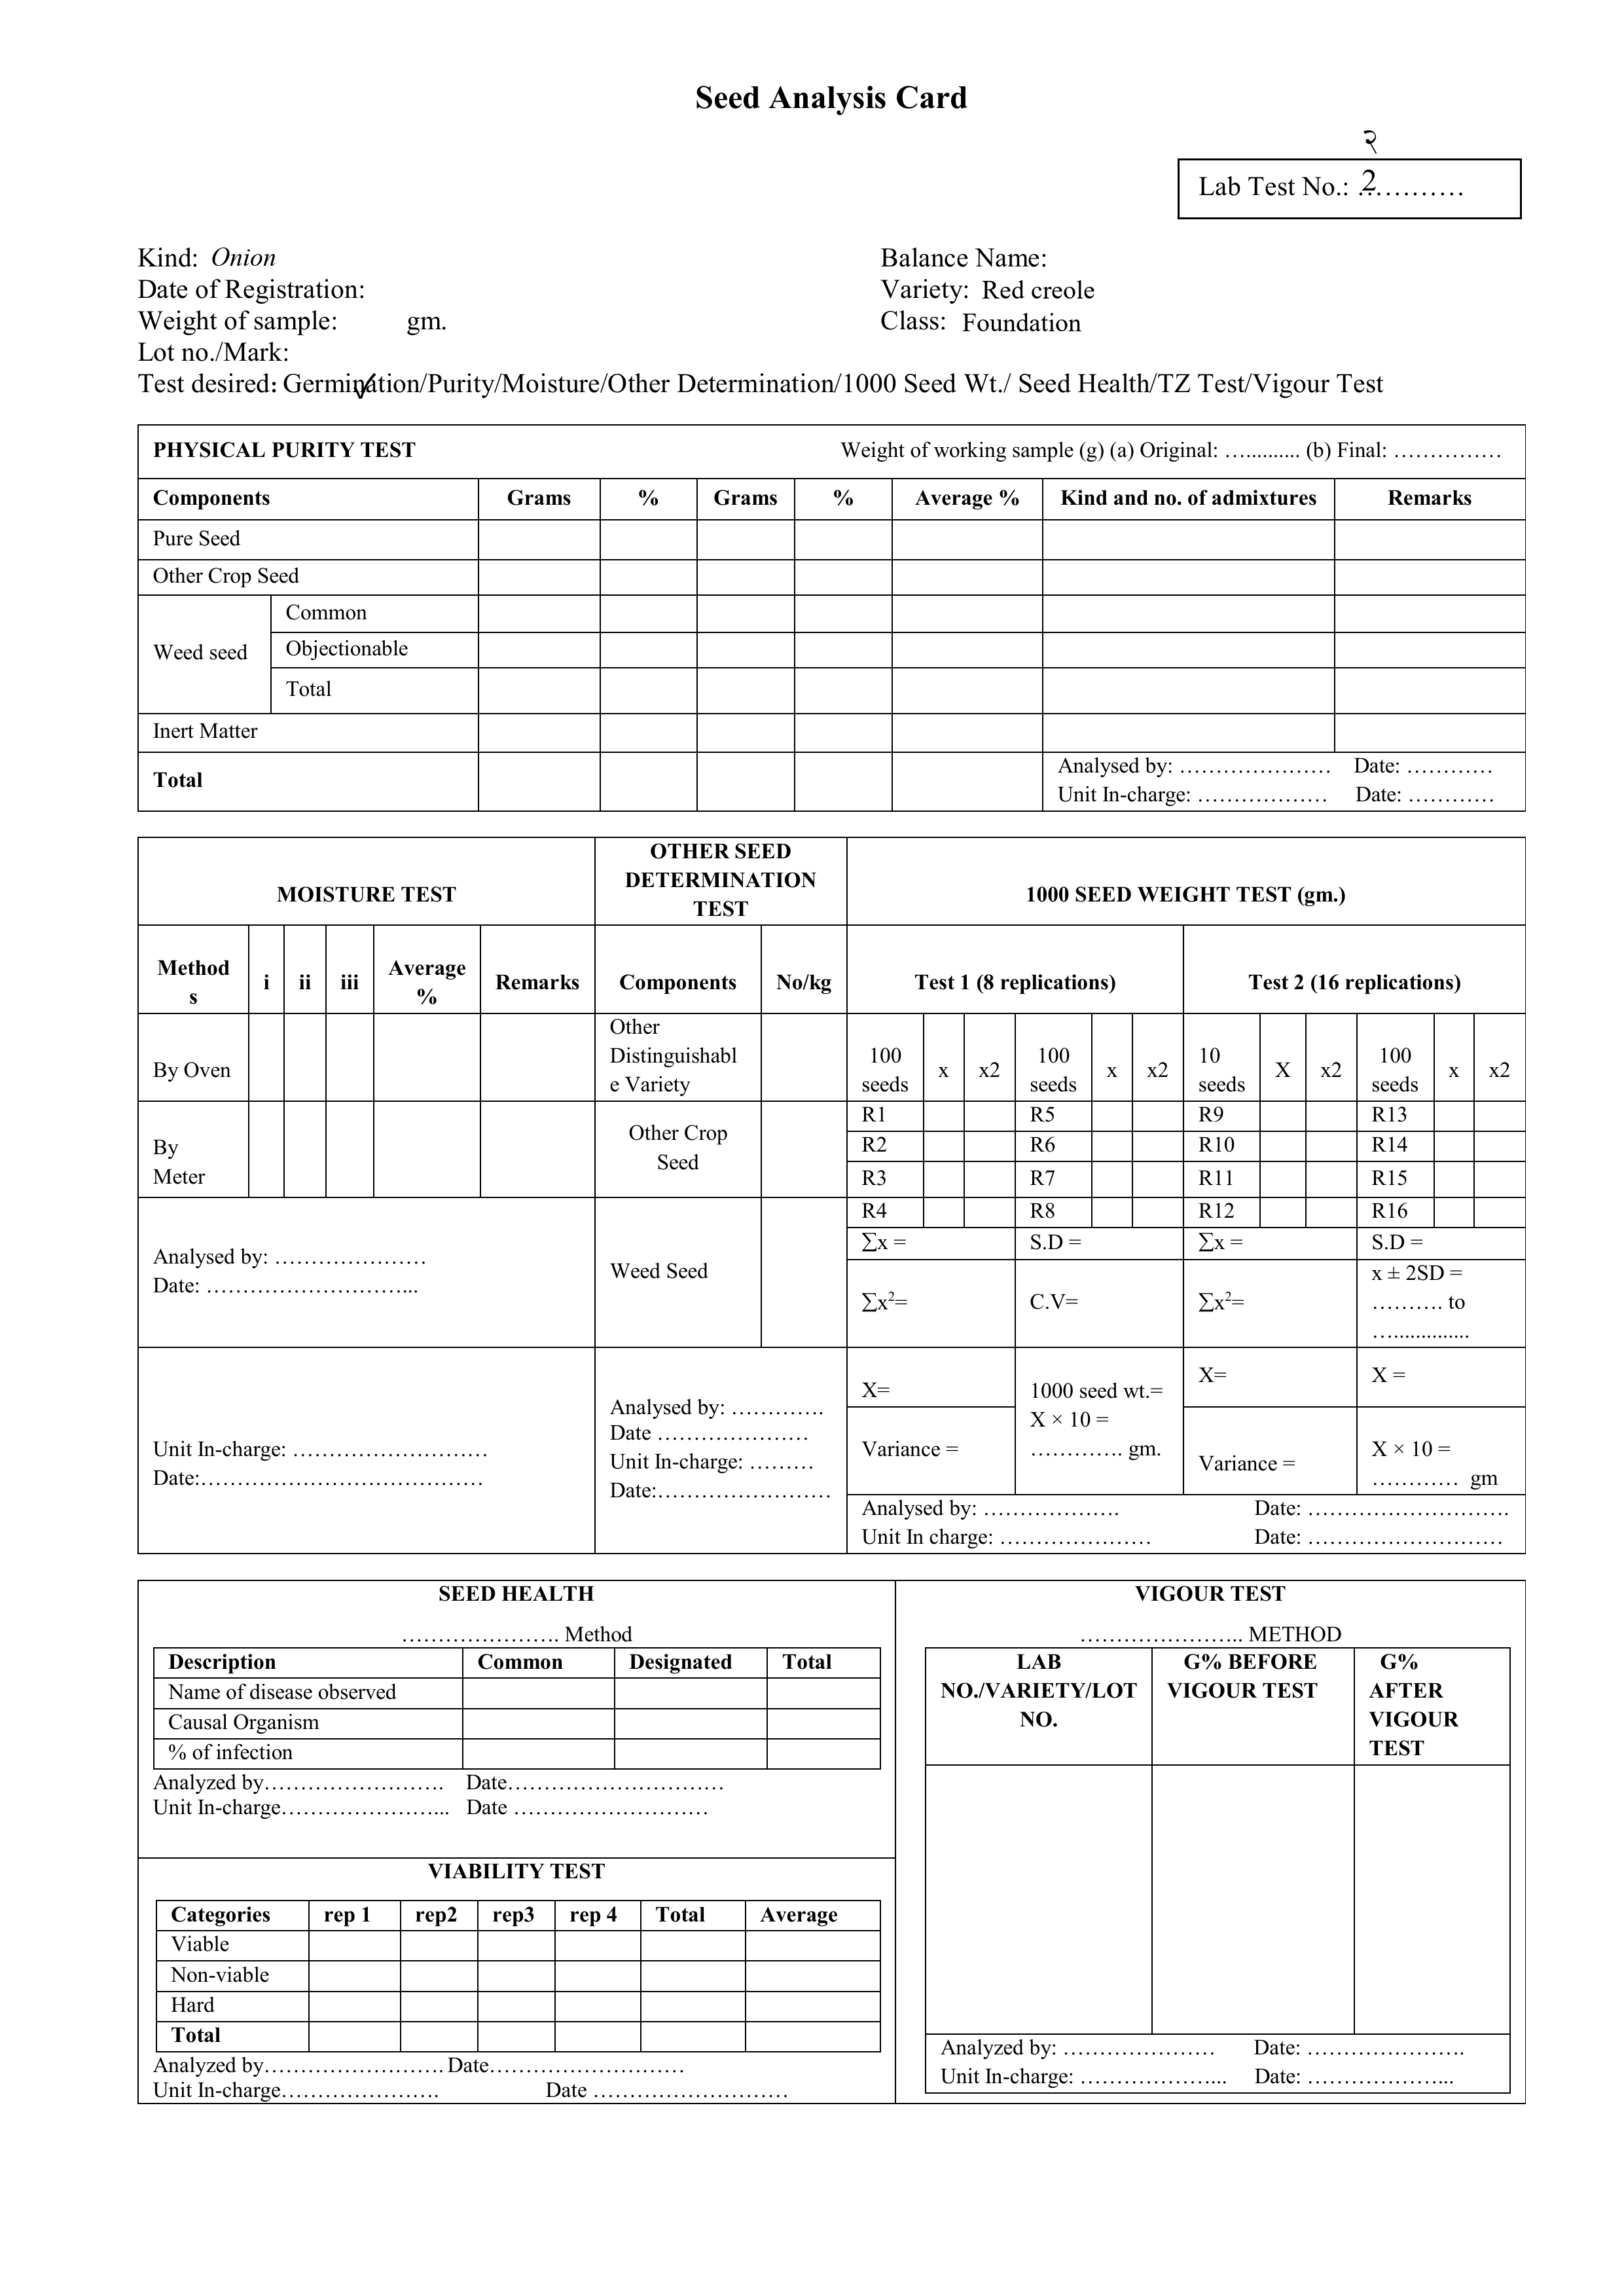 Seed Analysis Card
२
Lab Test No.: 2…………
Kind: Onion
Balance Name:
Date of Registration:
Variety: Red creole
Weight of sample: gm.
Class: Foundation
Lot no./Mark:
Test desired: Germination/Purity/Moisture/Other Determination/1000 Seed Wt./ Seed Health/TZ Test/Vigour Test
PHYSICAL PURITY TEST Weight of working sample (g) (a) Original: ….......... (b) Final: ……………
Components Grams % Grams % Average % Kind and no. of admixtures Remarks
Pure Seed
Other Crop Seed
Weed seed
Common
Objectionable
Total
Inert Matter
Total
Analysed by: ………………… Date: …………
Unit In-charge: ……………… Date: …………
MOISTURE TEST
OTHER SEED
DETERMINATION
TEST
1000 SEED WEIGHT TEST (gm.)
Method
s
i ii iii
Average
%
Remarks Components No/kg Test 1 (8 replications) Test 2 (16 replications)
By Oven
Other
Distinguishabl
e Variety
100
seeds
x x2
100
seeds
x x2
10
seeds
X x2
100
seeds
x x2
By
Meter
Other Crop
Seed
R1 R5 R9 R13
R2 R6 R10 R14
R3 R7 R11 R15
R4 R8 R12 R16
Analysed by: …………………
Date: ………………………...
Weed Seed
∑x = S.D = ∑x = S.D =
∑x²= C.V= ∑x²=
x ± 2SD =
………. to
….............
Unit In-charge: ………………………
Date:…………………………………
Analysed by: ………….
Date …………………
Unit In-charge: ………
Date:……………………
X=
1000 seed wt.=
X × 10 =
…………. gm.
X= X =
Variance = Variance =
X × 10 =
………… gm
Analysed by: ………………. Date: ……………………….
Unit In charge: ………………… Date: ………………………
SEED HEALTH
…………………. Method
Description Common Designated Total
Name of disease observed
Causal Organism
% of infection
Analyzed by……………………. Date…………………………
Unit In-charge…………………... Date ………………………
VIABILITY TEST
Categories rep 1 rep2 rep3 rep 4 Total Average
Viable
Non-viable
Hard
Total
Analyzed by……………………. Date………………………
Unit In-charge…………………. Date ………………………
VIGOUR TEST
………………….. METHOD
LAB
NO./VARIETY/LOT
NO.
G% BEFORE
VIGOUR TEST
G%
AFTER
VIGOUR
TEST
Analyzed by: ………………… Date: ………………….
Unit In-charge: ………………... Date: ………………...